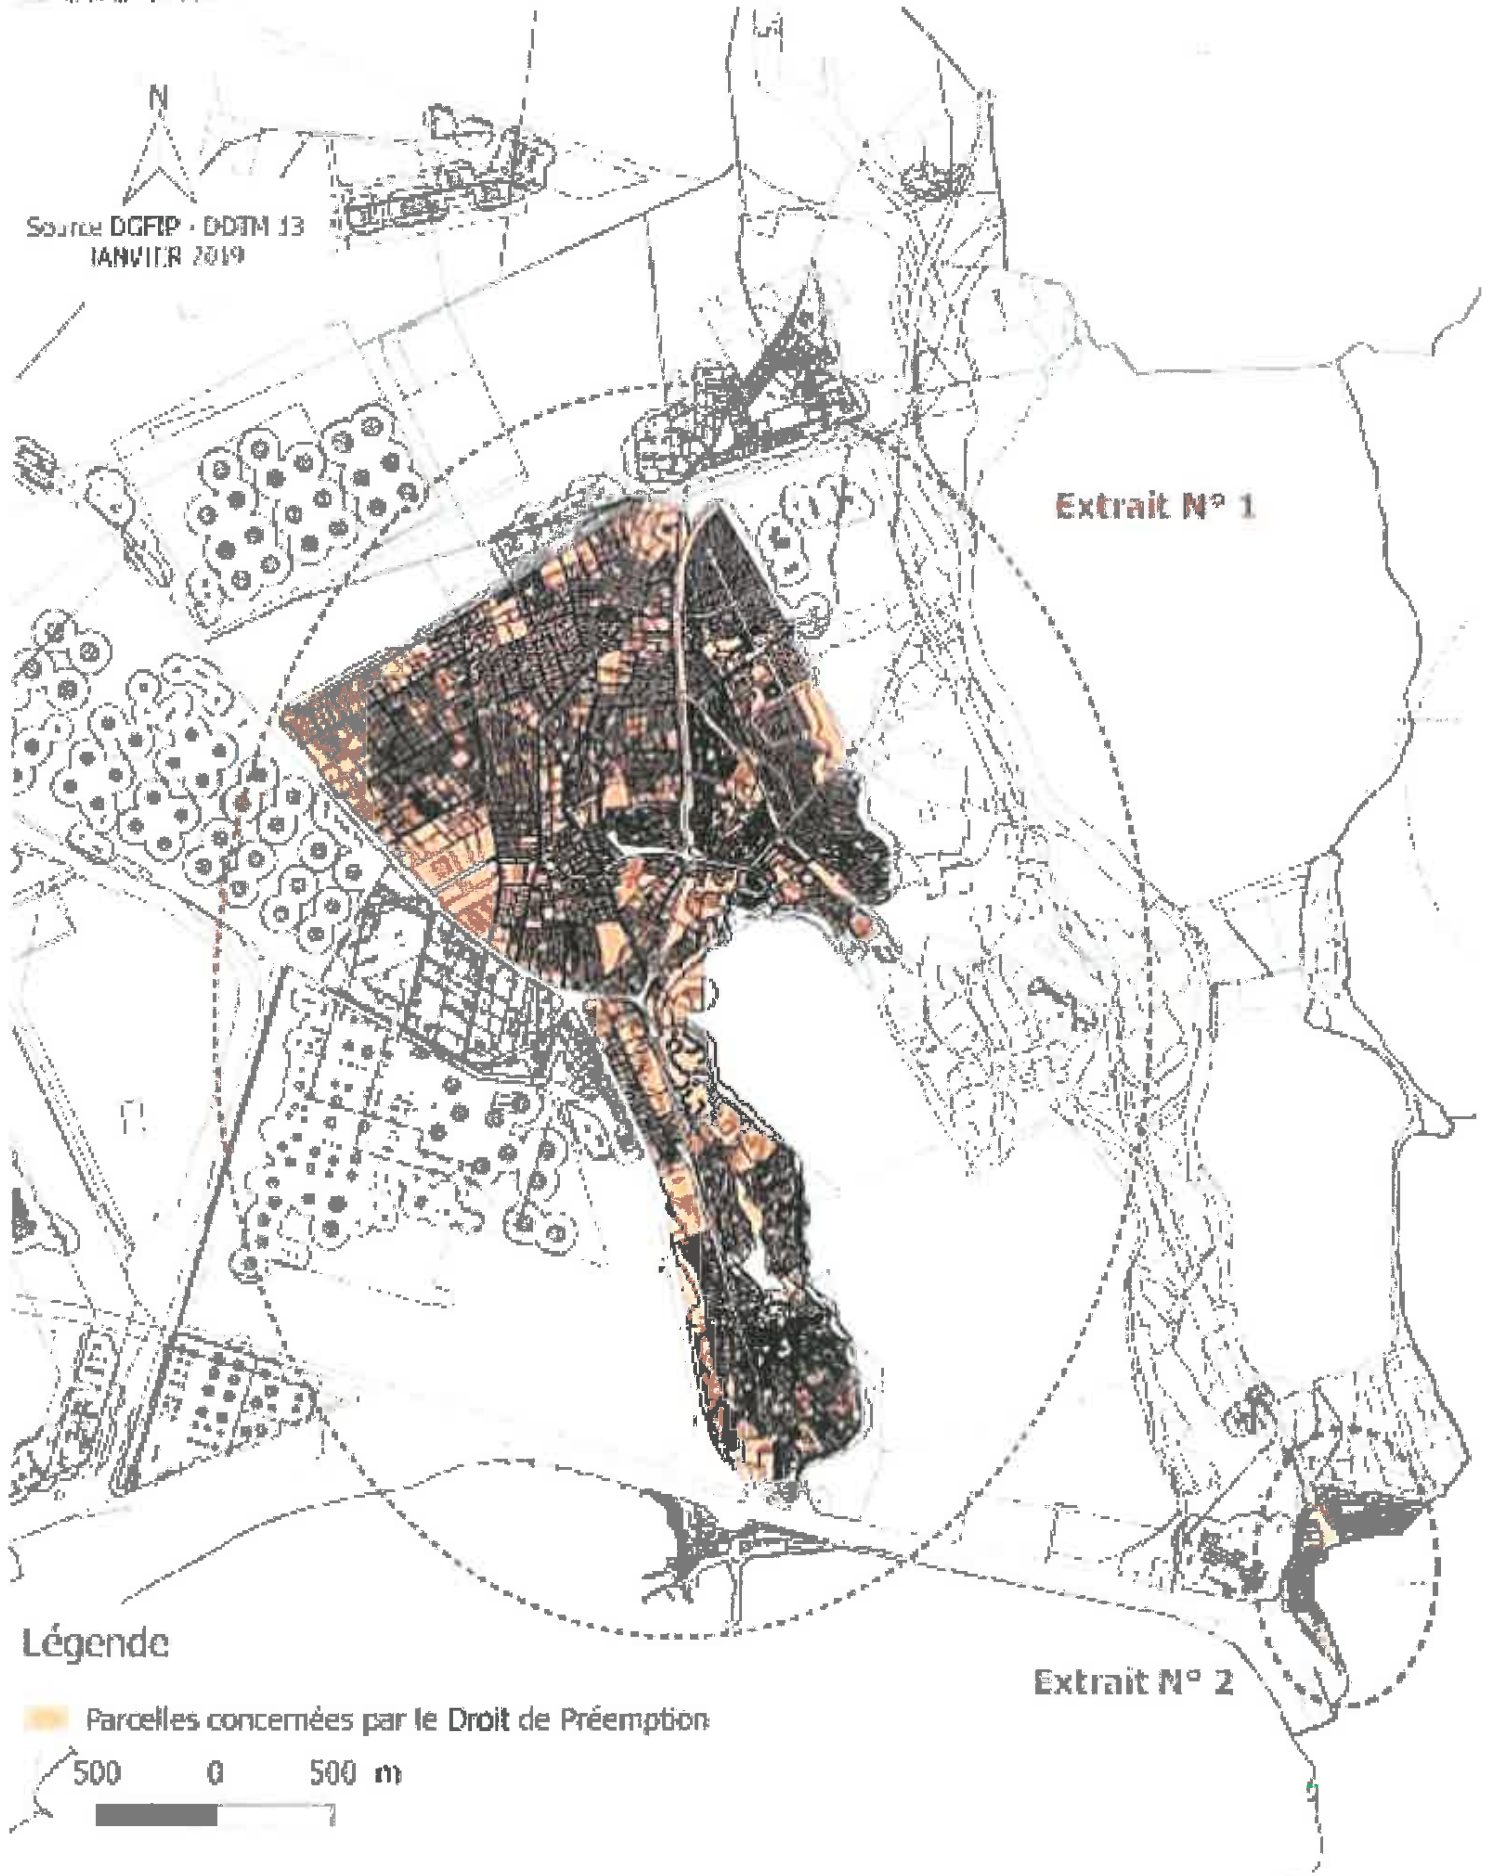 N
Source DGFIP - DDTM 13
JANVIER 2019
Extrait N° 1
Extrait N° 2
Légende
Parcelles concernées par le Droit de Préemption
500 0 500 m